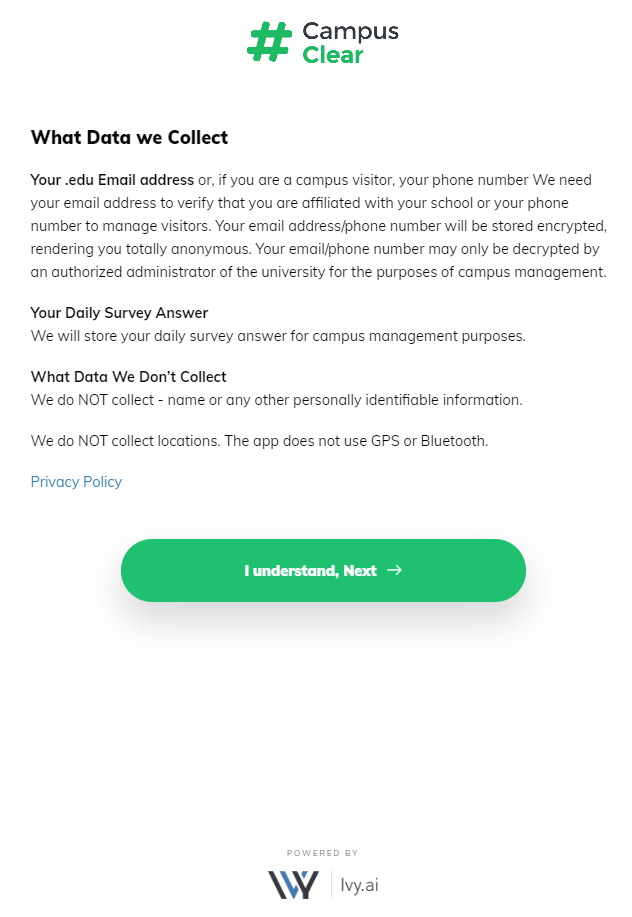 # Campus
Clear
What Data we Collect
Your .edu Email address or, if you are a campus visitor, your phone number We need
your email address to verify that you are affiliated with your school or your phone
number to manage visitors. Your email address/phone number will be stored encrypted,
rendering you totally anonymous. Your email/phone number may only be decrypted by
an authorized administrator of the university for the purposes of campus management.
Your Daily Survey Answer
We will store your daily survey answer for campus management purposes.
What Data We Don't Collect
We do NOT collect - name or any other personally identifiable information.
We do NOT collect locations. The app does not use GPS or Bluetooth.
Privacy Policy
I understand, Next →
POWERED BY
IVY Ivy.ai